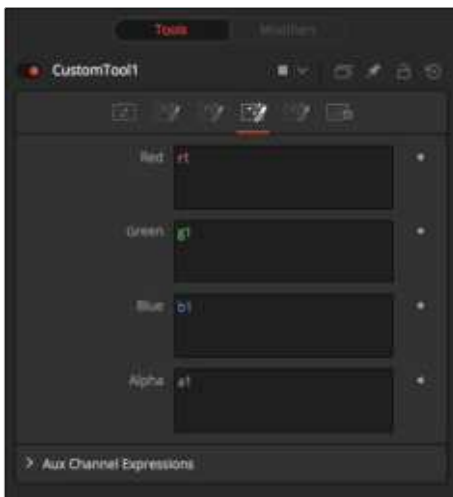 Tools Modifiers
CustomTool1
Red r1
Green g1
Blue b1
Alpha a1
Aux Channel Expressions